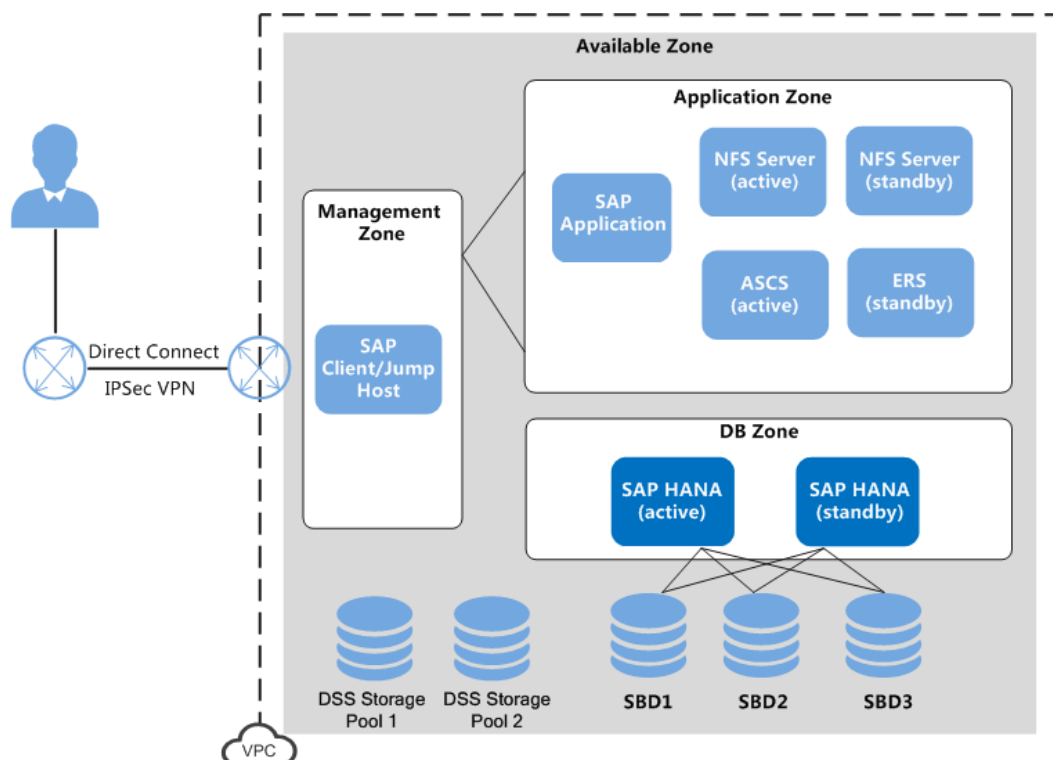 Available Zone
Application Zone
NFS Server
(active)
NFS Server
(standby)
SAP
Application
Management
Zone
ASCS
(active)
ERS
(standby)
SAP
Client/Jump
Host
Direct Connect
IPSec VPN
DB Zone
SAP HANA
(active)
SAP HANA
(standby)
DSS Storage
Pool 1
DSS Storage
Pool 2
SBD1
SBD2
SBD3
VPC